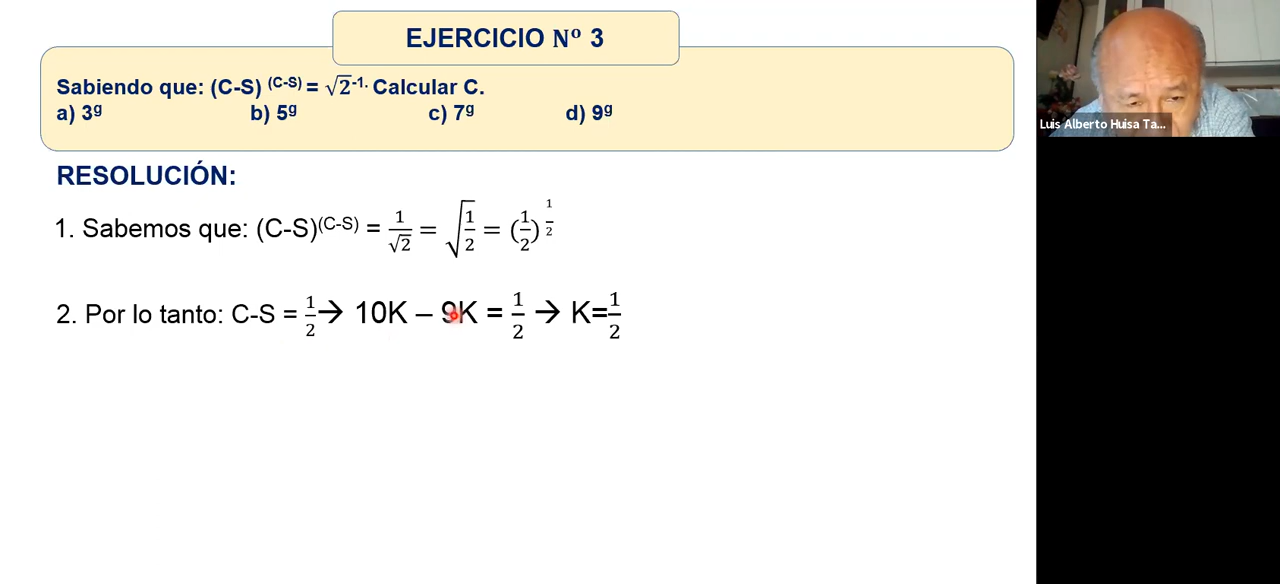 EJERCICIO Nº 3
Sabiendo que: (C-S) ⁽ᶜ⁻ˢ⁾ = √2⁻¹· Calcular C.
a) 3ᵍ b) 5ᵍ c) 7ᵍ d) 9ᵍ
RESOLUCIÓN:
1. Sabemos que: (C-S)⁽ᶜ⁻ˢ⁾ = 1/√2 = √(1/2) = (1/2)^(1/2)
2. Por lo tanto: C-S = 1/2 → 10K – 9K = 1/2 → K=1/2
Luis Alberto Huisa Ta...